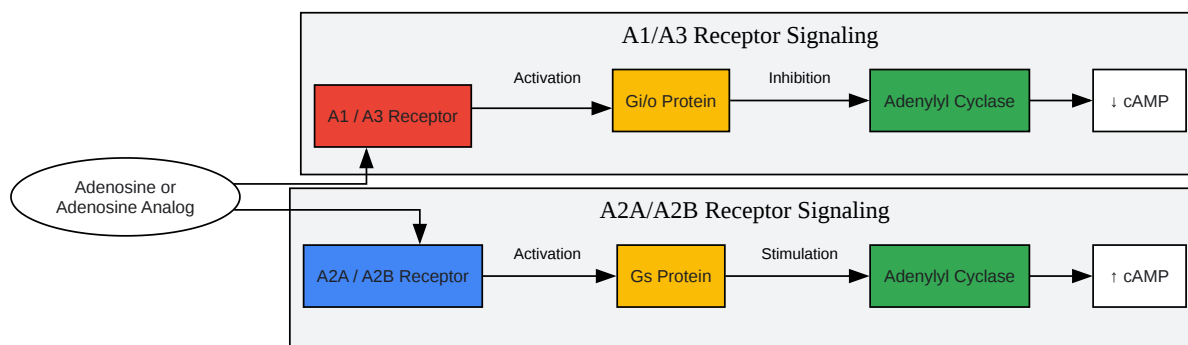 A1/A3 Receptor Signaling
Activation
Inhibition
A1 / A3 Receptor
Gi/o Protein
Adenylyl Cyclase
↓ cAMP
Adenosine or
Adenosine Analog
A2A/A2B Receptor Signaling
Activation
Stimulation
A2A / A2B Receptor
Gs Protein
Adenylyl Cyclase
↑ cAMP